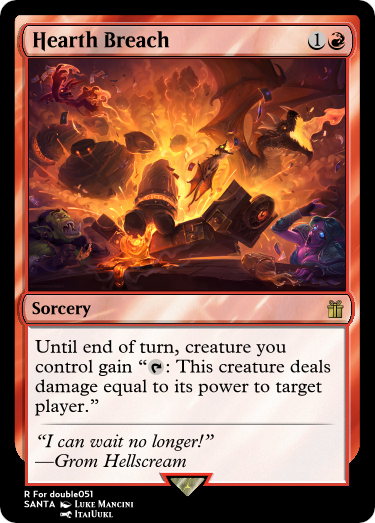 Hearth Breach 1
Sorcery
Until end of turn, creature you
control gain “: This creature deals
damage equal to its power to target
player.”
“I can wait no longer!”
—Grom Hellscream
R For double051
SANTA Luke Mancini
ItaiUukl